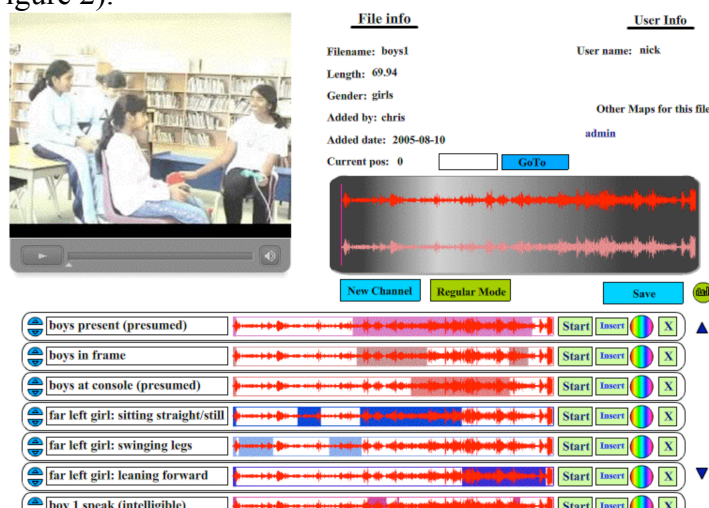 igure 2).
File info
User Info
Filename: boys1
User name: nick
Length: 69.94
Gender: girls
Other Maps for this file
Added by: chris
admin
Added date: 2005-08-10
Current pos: 0
GoTo
New Channel
Regular Mode
Save
boys present (presumed)
Start Insert X
boys in frame
Start Insert X
boys at console (presumed)
Start Insert X
far left girl: sitting straight/still
Start Insert X
far left girl: swinging legs
Start Insert X
far left girl: leaning forward
Start Insert X
boy 1 speak (intelligible)
Start Insert X